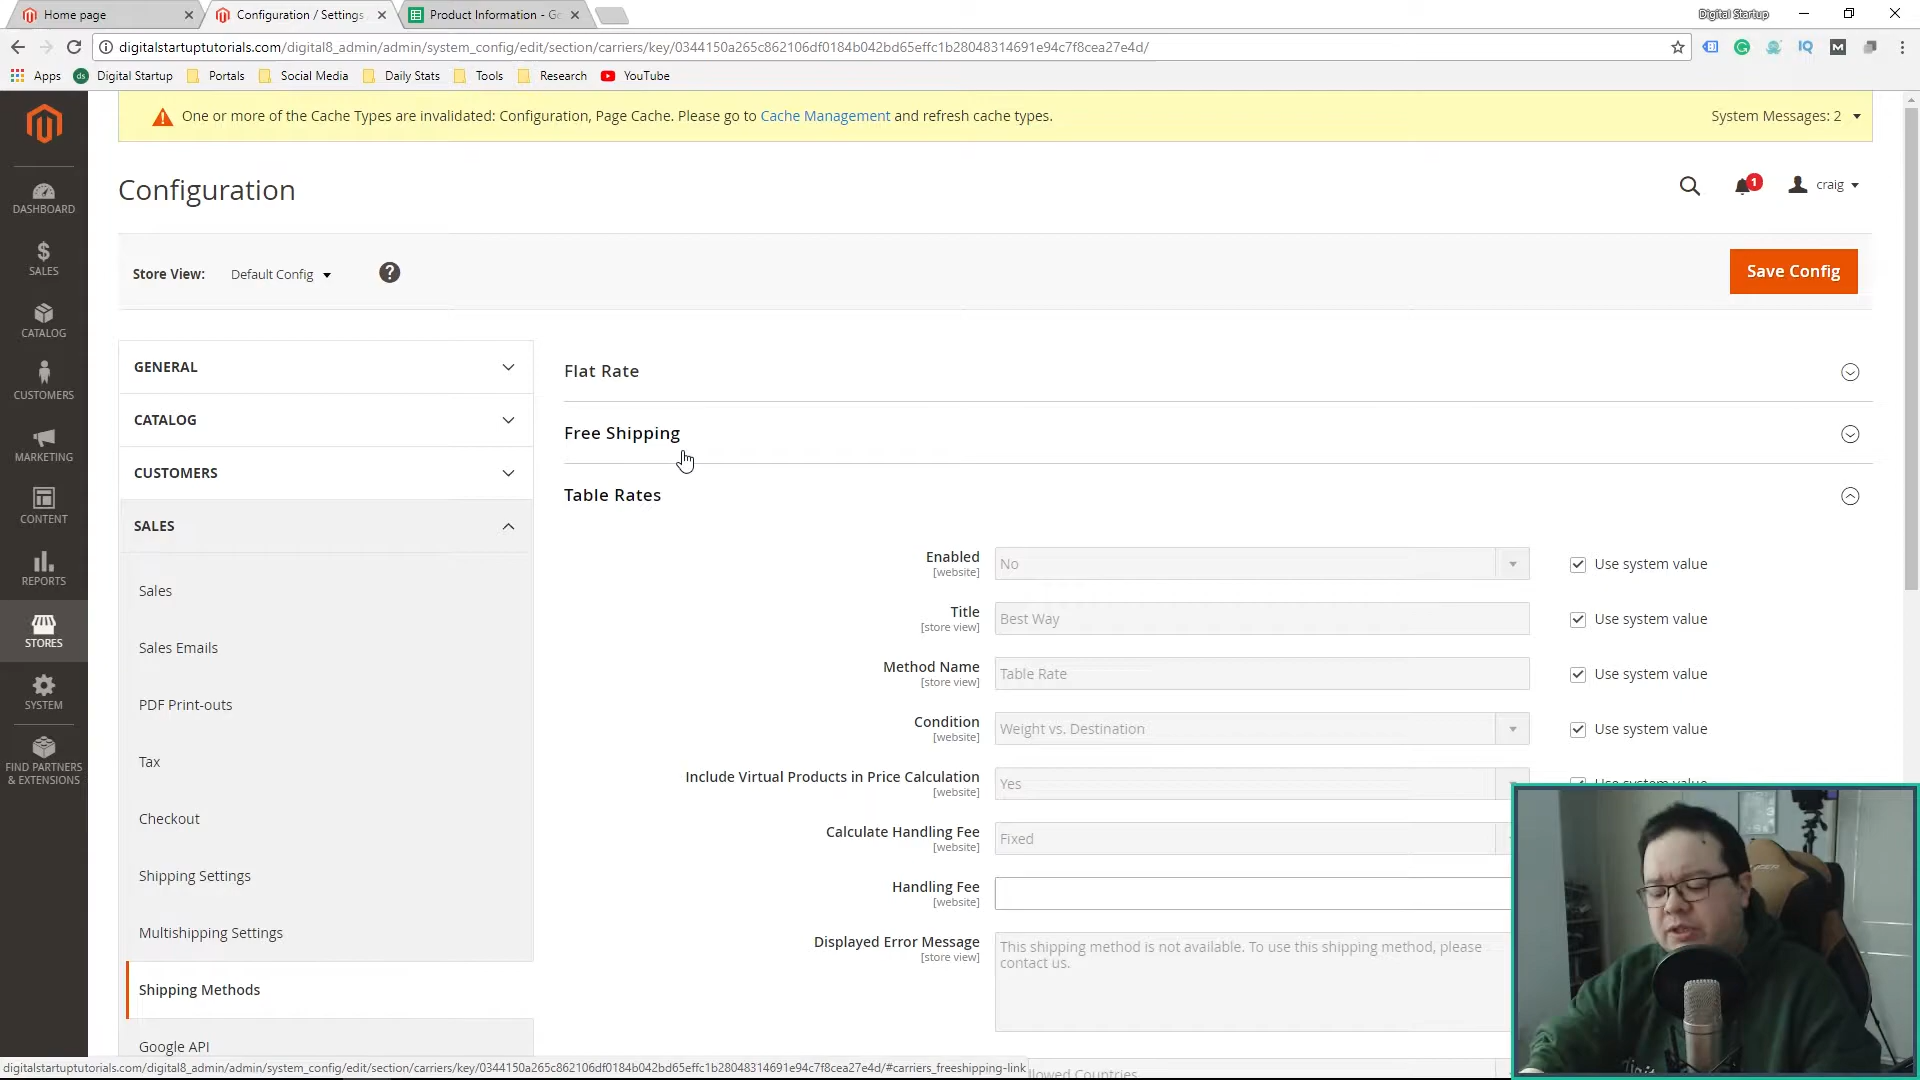 Home page
Configuration / Settings
Product Information - Go
Digital Startup
digitalstartuptutorials.com/digital8_admin/admin/system_config/edit/section/carriers/key/0344150a265c862106df0184b042bd65effc1b28048314691e94c7f8cea27e4d/
Apps
Digital Startup
Portals
Social Media
Daily Stats
Tools
Research
YouTube
One or more of the Cache Types are invalidated: Configuration, Page Cache. Please go to Cache Management and refresh cache types.
System Messages: 2
Configuration
1
craig
Store View:
Default Config
?
Save Config
DASHBOARD
SALES
CATALOG
CUSTOMERS
MARKETING
CONTENT
REPORTS
STORES
SYSTEM
FIND PARTNERS
& EXTENSIONS
GENERAL
CATALOG
CUSTOMERS
SALES
Sales
Sales Emails
PDF Print-outs
Tax
Checkout
Shipping Settings
Multishipping Settings
Shipping Methods
Google API
Flat Rate
Free Shipping
Table Rates
Enabled
[website]
No
Use system value
Title
[store view]
Best Way
Use system value
Method Name
[store view]
Table Rate
Use system value
Condition
[website]
Weight vs. Destination
Use system value
Include Virtual Products in Price Calculation
[website]
Yes
Use system value
Calculate Handling Fee
[website]
Fixed
Handling Fee
[website]
Displayed Error Message
[store view]
This shipping method is not available. To use this shipping method, please
contact us.
digitalstartuptutorials.com/digital8_admin/admin/system_config/edit/section/carriers/key/0344150a265c862106df0184b042bd65effc1b28048314691e94c7f8cea27e4d/#carriers_freeshipping-link
llowed Countries